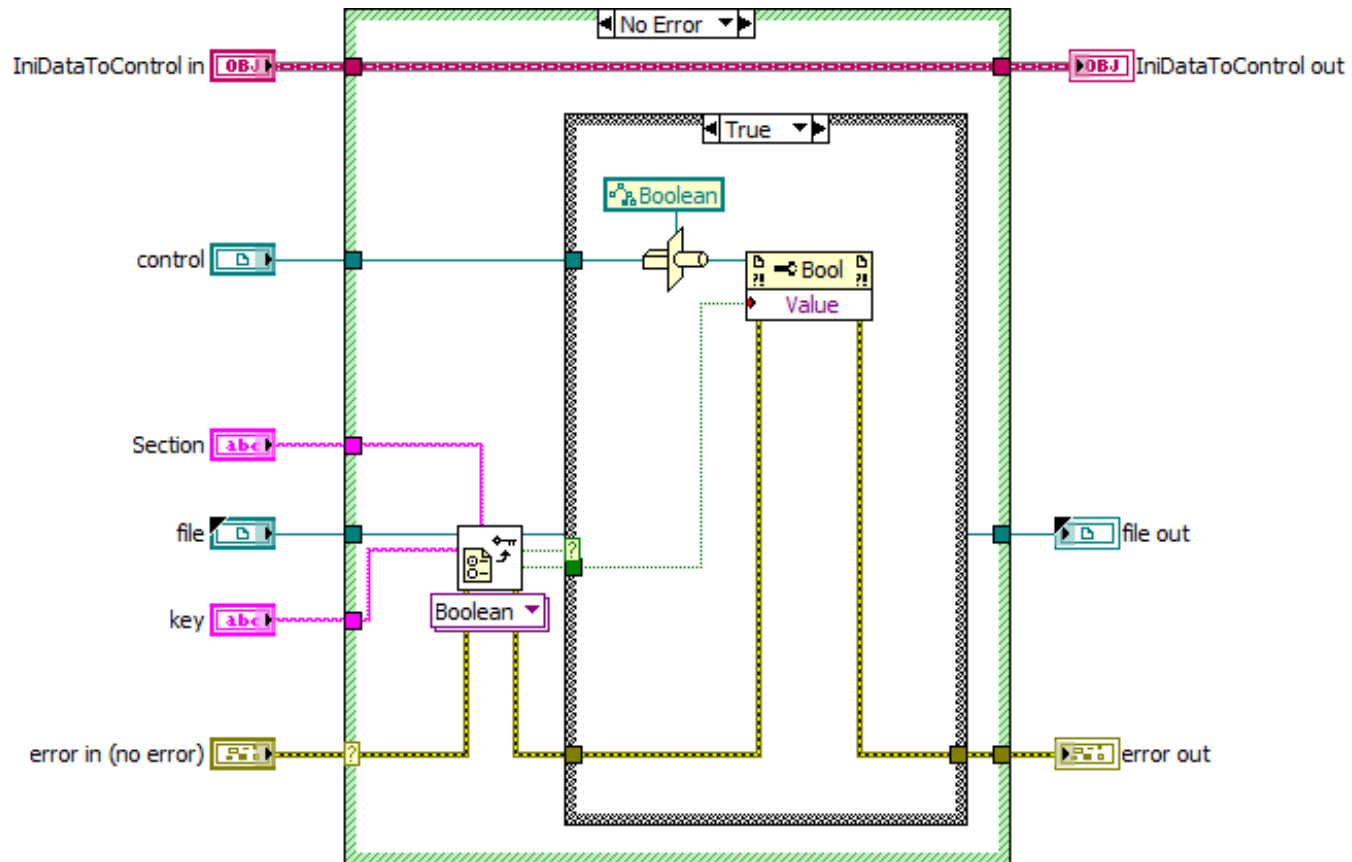 No Error
IniDataToControl in
OBJ
OBJ
IniDataToControl out
True
Boolean
control
?!
Bool
?!
Value
Section
abc
file
?
file out
key
abc
Boolean
error in (no error)
?
error out